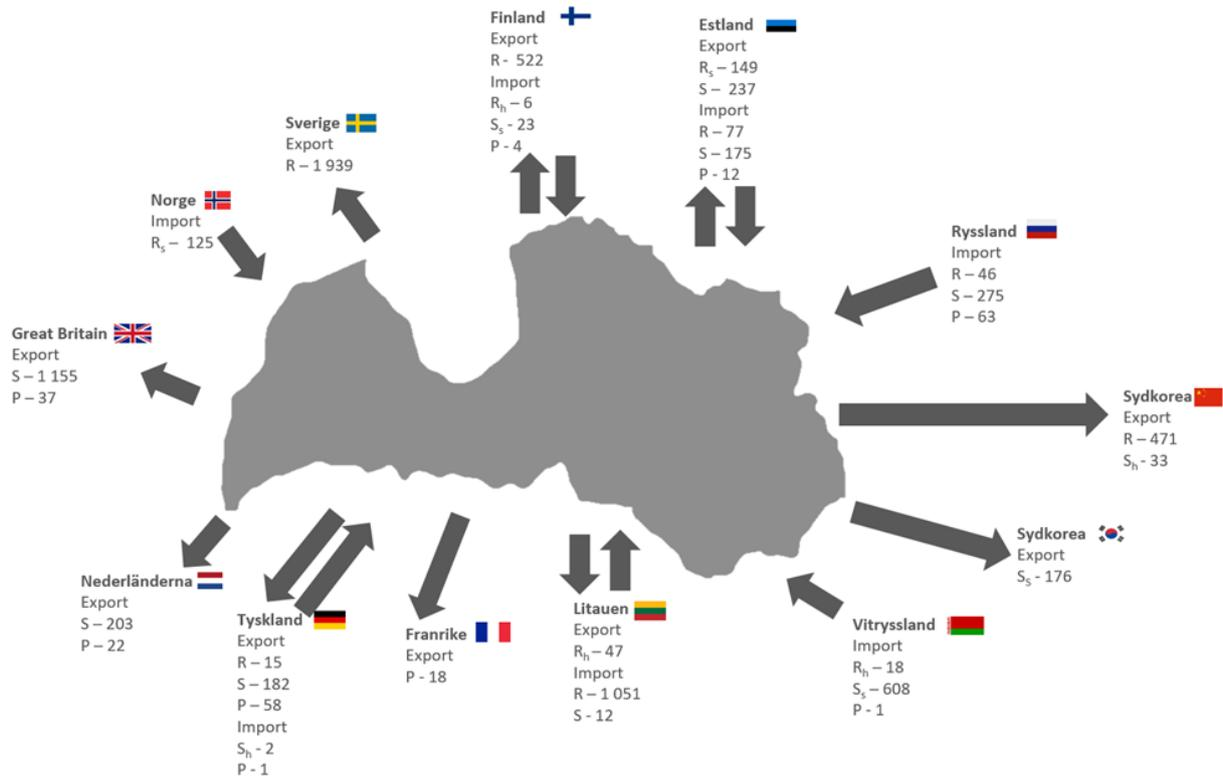 Finland
Export
R - 522
Import
Rh – 6
Ss - 23
P - 4
Estland
Export
Rs – 149
S – 237
Import
R – 77
S – 175
P - 12
Sverige
Export
R – 1 939
Norge
Import
Rs – 125
Ryssland
Import
R – 46
S – 275
P – 63
Great Britain
Export
S – 1 155
P – 37
Sydkorea
Export
R – 471
Sh - 33
Sydkorea
Export
SS - 176
Nederländerna
Export
S – 203
P – 22
Tyskland
Export
R – 15
S – 182
P – 58
Import
Sh - 2
P - 1
Franrike
Export
P - 18
Litauen
Export
Rh – 47
Import
R – 1 051
S - 12
Vitryssland
Import
Rh – 18
Ss – 608
P - 1